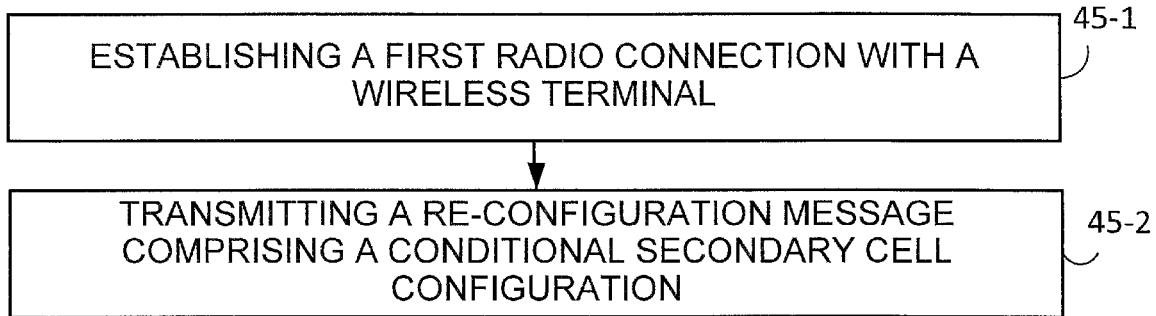 45-1
ESTABLISHING A FIRST RADIO CONNECTION WITH A
WIRELESS TERMINAL
45-2
TRANSMITTING A RE-CONFIGURATION MESSAGE
COMPRISING A CONDITIONAL SECONDARY CELL
CONFIGURATION